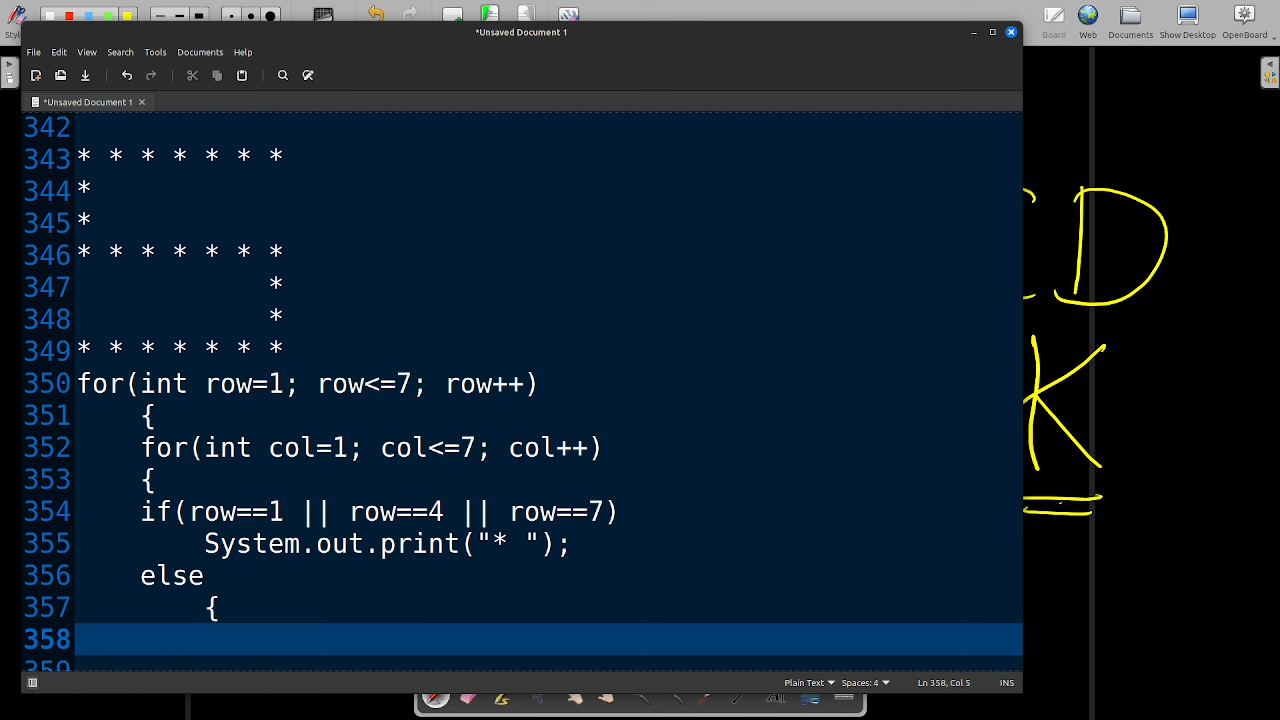 Styl
Board
Web
Documents
Show Desktop
OpenBoard
*Unsaved Document 1
File Edit View Search Tools Documents Help
*Unsaved Document 1
342
343 * * * * * * *
344 *
345 *
346 * * * * * * *
347 *
348 *
349 * * * * * * *
350 for(int row=1; row<=7; row++)
351 {
352 for(int col=1; col<=7; col++)
353 {
354 if(row==1 || row==4 || row==7)
355 System.out.print("* ");
356 else
357 {
358
359
D
K
Plain Text Spaces: 4 Ln 358, Col 5 INS